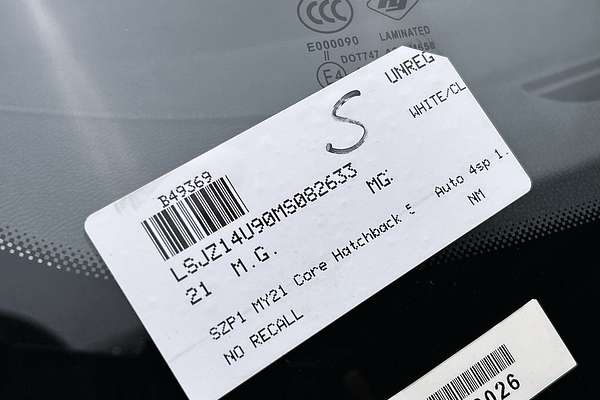 CCC
E000090
LAMINATED
II
DOT747
E4
UNREG
S
WHITE/CL
B49369
LSJZ14U90MS082633
MG:
21 M.G.
SZP1 MY21 Core Hatchback 5
Auto 4sp 1.
NM
NO RECALL
026